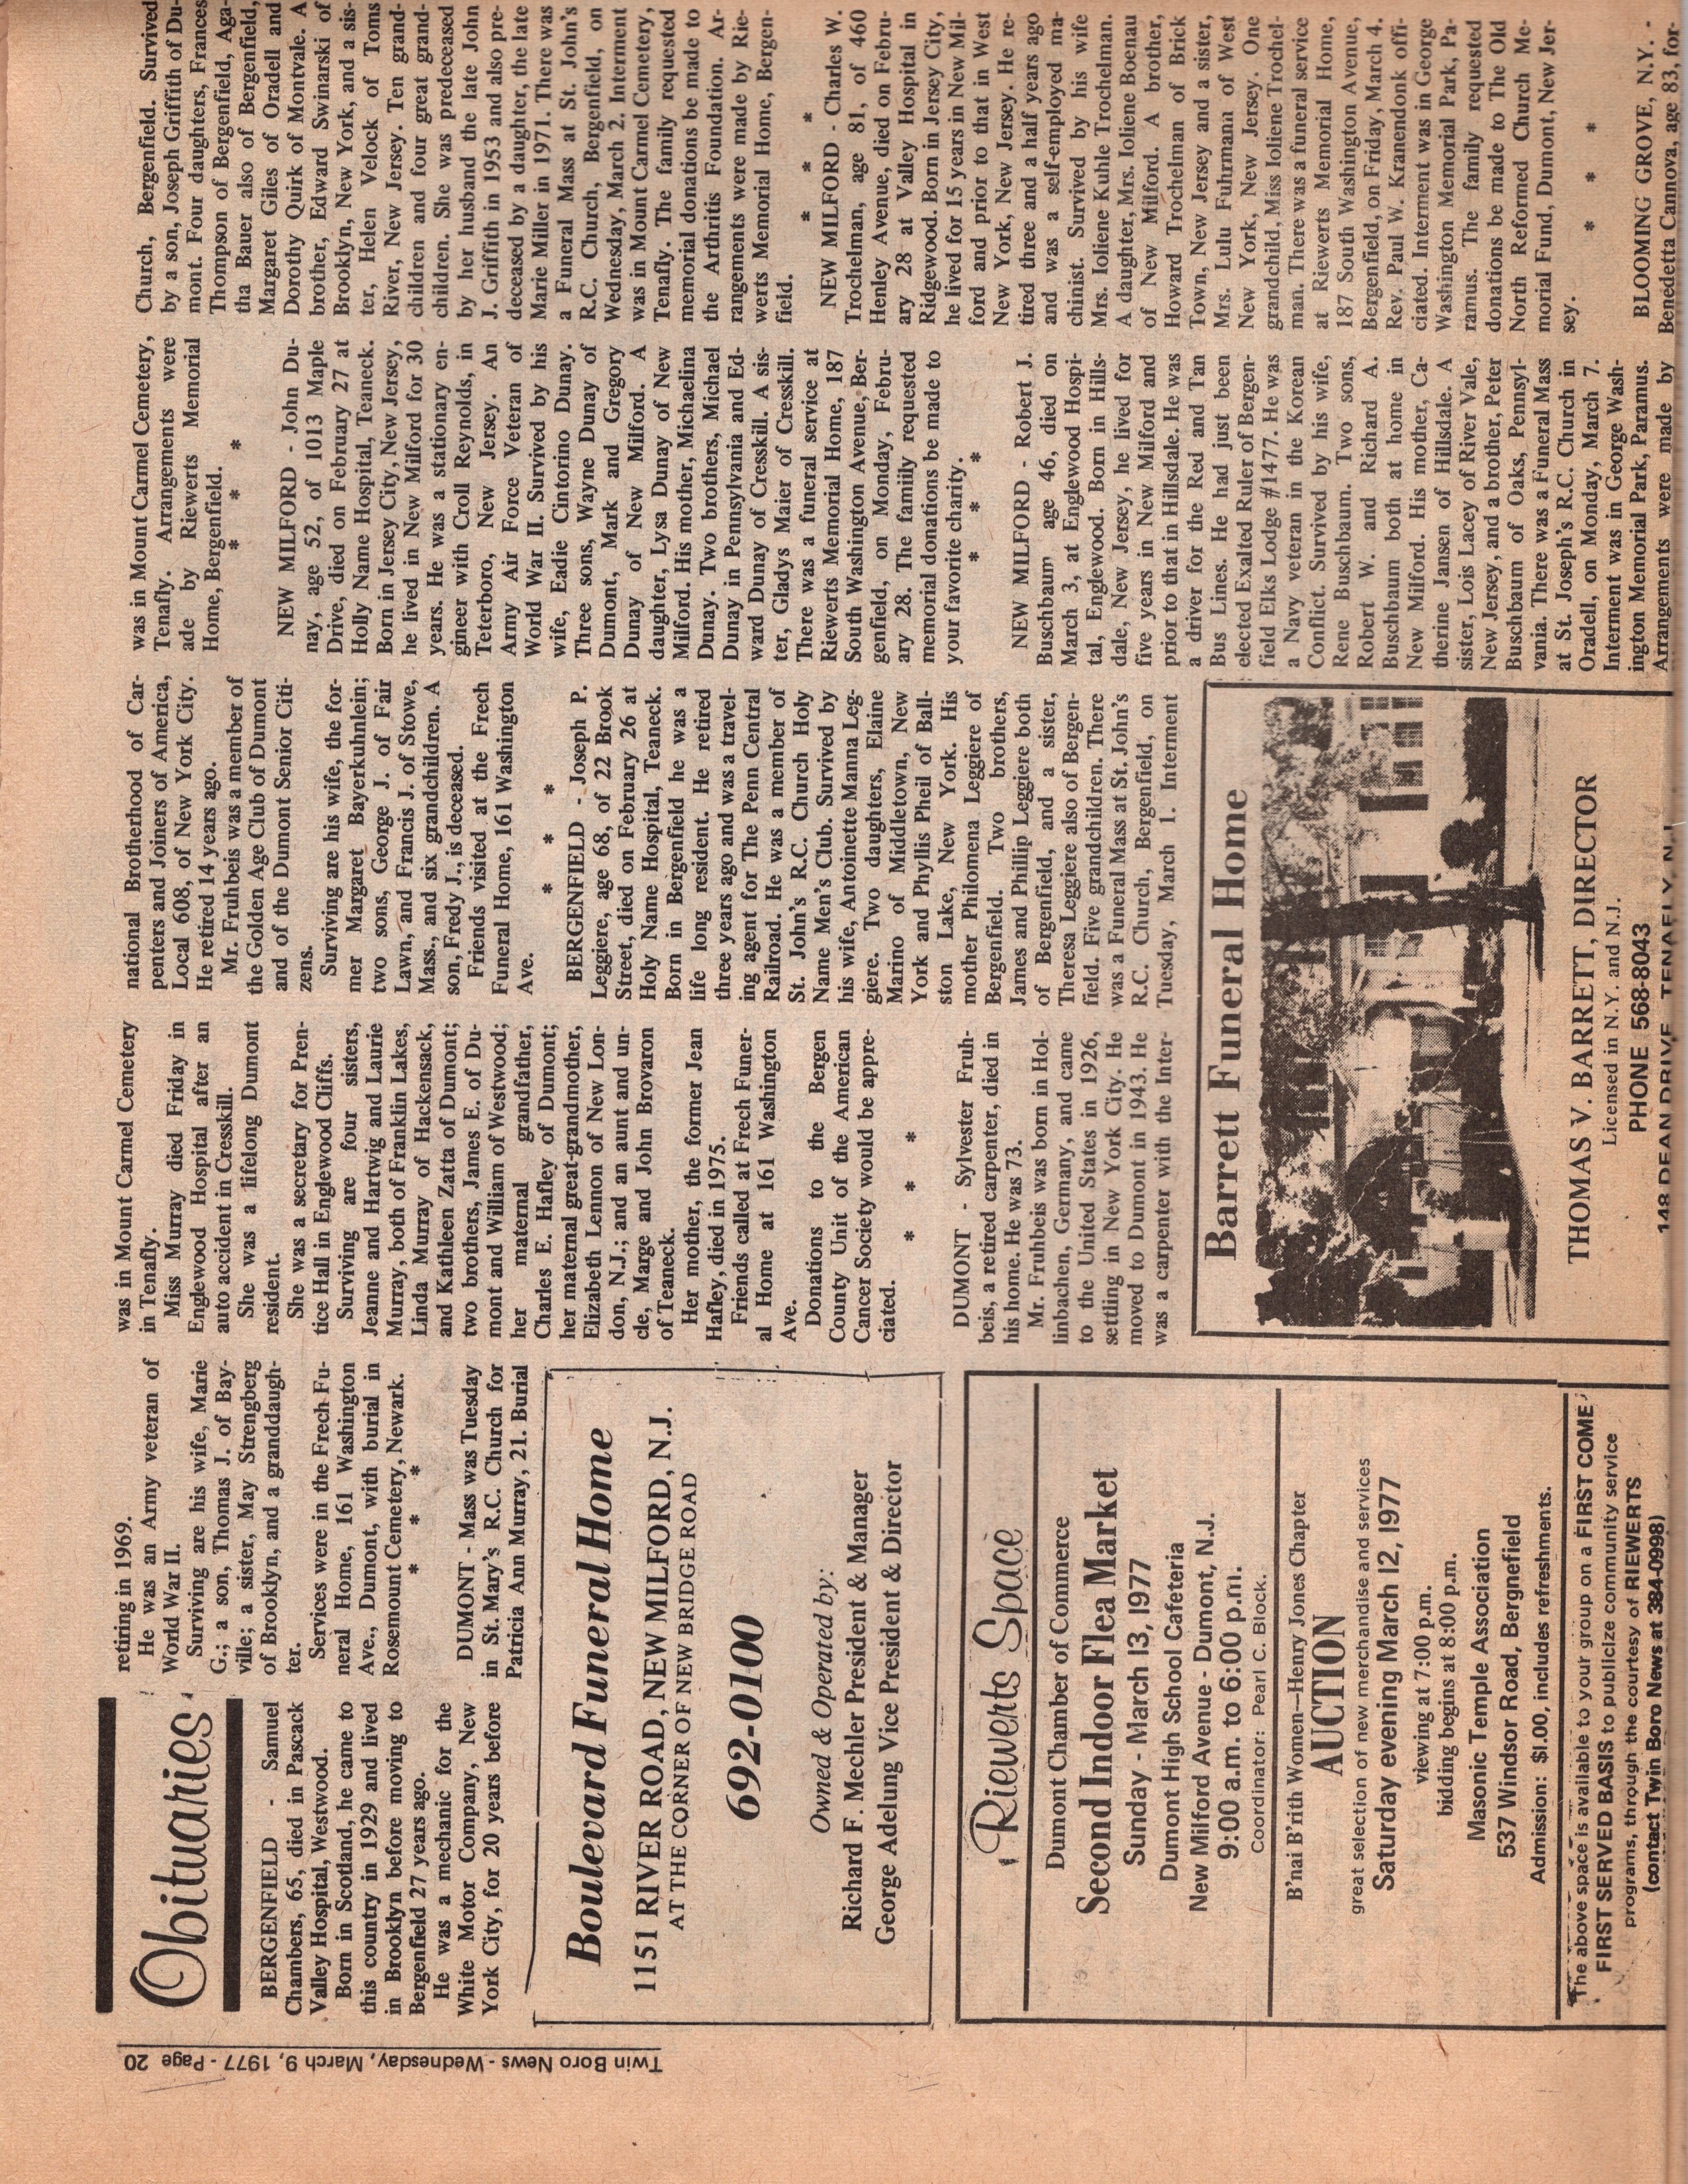 Twin Boro News - Wednesday, March 9, 1977 - Page 20
Obituaries
BERGENFIELD - Samuel
Chambers, 65, died in Pascack
Valley Hospital, Westwood.
Born in Scotland, he came to
this country in 1929 and lived
in Brooklyn before moving to
Bergenfield 27 years ago.
He was a mechanic for the
White Motor Company, New
York City, for 20 years before
retiring in 1969.
He was an Army veteran of
World War II.
Surviving are his wife, Marie
G.; a son, Thomas J. of Bay-
ville; a sister, May Strengberg
of Brooklyn, and a granddaugh-
ter.
Services were in the Frech Fu-
neral Home, 161 Washington
Ave., Dumont, with burial in
Rosemount Cemetery, Newark.
* * *
DUMONT - Mass was Tuesday
in St. Mary's R.C. Church for
Patricia Ann Murray, 21. Burial
was in Mount Carmel Cemetery
in Tenafly.
Miss Murray died Friday in
Englewood Hospital after an
auto accident in Cresskill.
She was a lifelong Dumont
resident.
She was a secretary for Pren-
tice Hall in Englewood Cliffs.
Surviving are four sisters,
Jeanne and Hartwig and Laurie
Murray, both of Franklin Lakes,
Linda Murray of Hackensack,
and Kathleen Zatta of Dumont;
two brothers, James E. of Du-
mont and William of Westwood;
her maternal grandfather,
Charles E. Hafley of Dumont;
her maternal great-grandmother,
Elizabeth Lennon of New Lon-
don, N.J.; and an aunt and un-
cle, Marge and John Brovaron
of Teaneck.
Her mother, the former Jean
Hafley, died in 1975.
Friends called at Frech Funer-
al Home at 161 Washington
Ave.
Donations to the Bergen
County Unit of the American
Cancer Society would be appre-
ciated.
* * *
DUMONT - Sylvester Fruh-
beis, a retired carpenter, died in
his home. He was 73.
Mr. Fruhbeis was born in Hol-
linbachen, Germany, and came
to the United States in 1926,
settling in New York City. He
moved to Dumont in 1943. He
was a carpenter with the Inter-
national Brotherhood of Car-
penters and Joiners of America,
Local 608, of New York City.
He retired 14 years ago.
Mr. Fruhbeis was a member of
the Golden Age Club of Dumont
and of the Dumont Senior Citi-
zens.
Surviving are his wife, the for-
mer Margaret Bayerkuhnlein;
two sons, George J. of Fair
Lawn, and Francis J. of Stowe,
Mass., and six grandchildren. A
son, Fredy J., is deceased.
Friends visited at the Frech
Funeral Home, 161 Washington
Ave.
* * *
BERGENFIELD - Joseph P.
Leggiere, age 68, of 22 Brook
Street, died on February 26 at
Holy Name Hospital, Teaneck.
Born in Bergenfield he was a
life long resident. He retired
three years ago and was a travel-
ing agent for The Penn Central
Railroad. He was a member of
St. John's R.C. Church Holy
Name Men's Club. Survived by
his wife, Antoinette Manna Leg-
giere. Two daughters, Elaine
Marino of Middletown, New
York and Phyllis Pheil of Ball-
ston Lake, New York. His
mother Philomena Leggiere of
Bergenfield. Two brothers,
James and Phillip Leggiere both
of Bergenfield, and a sister,
Theresa Leggiere also of Bergen-
field. Five grandchildren. There
was a Funeral Mass at St. John's
R.C. Church, Bergenfield, on
Tuesday, March 1. Interment
was in Mount Carmel Cemetery,
Tenafly. Arrangements were
ade by Riewerts Memorial
Home, Bergenfield.
* * *
NEW MILFORD - John Du-
nay, age 52, of 1013 Maple
Drive, died on February 27 at
Holly Name Hospital, Teaneck.
Born in Jersey City, New Jersey,
he lived in New Milford for 30
years. He was a stationary en-
gineer with Croll Reynolds, in
Teterboro, New Jersey. An
Army Air Force Veteran of
World War II. Survived by his
wife, Eadie Cintorino Dunay.
Three sons, Wayne Dunay of
Dumont, Mark and Gregory
Dunay of New Milford. A
daughter, Lysa Dunay of New
Milford. His mother, Michaelina
Dunay. Two brothers, Michael
Dunay in Pennsylvania and Ed-
ward Dunay of Cresskill. A sis-
ter, Gladys Maier of Cresskill.
There was a funeral service at
Riewerts Memorial Home, 187
South Washington Avenue, Ber-
genfield, on Monday, Febru-
ary 28. The family requested
memorial donations be made to
your favorite charity.
* * *
NEW MILFORD - Robert J.
Buschbaum, age 46, died on
March 3, at Englewood Hospi-
tal, Englewood. Born in Hills-
dale, New Jersey, he lived for
five years in New Milford and
prior to that in Hillsdale. He was
a driver for the Red and Tan
Bus Lines. He had just been
elected Exalted Ruler of Bergen-
field Elks Lodge #1477. He was
a Navy veteran in the Korean
Conflict. Survived by his wife,
Rene Buschbaum. Two sons,
Robert W. and Richard A.
Buschbaum both at home in
New Milford. His mother, Ca-
therine Jansen of Hillsdale. A
sister, Lois Lacey of River Vale,
New Jersey, and a brother, Peter
Buschbaum of Oaks, Pennsyl-
vania. There was a Funeral Mass
at St. Joseph's R.C. Church in
Oradell, on Monday, March 7.
Interment was in George Wash-
ington Memorial Park, Paramus.
Arrangements were made by
Church, Bergenfield. Survived
by a son, Joseph Griffith of Du-
mont. Four daughters, Frances
Thompson of Bergenfield, Aga-
tha Bauer also of Bergenfield,
Margaret Giles of Oradell and
Dorothy Quirk of Montvale. A
brother, Edward Swinarski of
Brooklyn, New York, and a sis-
ter, Helen Velock of Toms
River, New Jersey. Ten grand-
children and four great grand-
children. She was predeceased
by her husband the late John
J. Griffith in 1953 and also pre-
deceased by a daughter, the late
Marie Miller in 1971. There was
a Funeral Mass at St. John's
R.C. Church, Bergenfield, on
Wednesday, March 2. Interment
was in Mount Carmel Cemetery,
Tenafly. The family requested
memorial donations be made to
the Arthritis Foundation. Ar-
rangements were made by Rie-
werts Memorial Home, Bergen-
field.
* * *
NEW MILFORD - Charles W.
Trochelman, age 81, of 460
Henley Avenue, died on Febru-
ary 28 at Valley Hospital in
Ridgewood. Born in Jersey City,
he lived for 15 years in New Mil-
ford and prior to that in West
New York, New Jersey. He re-
tired three and a half years ago
and was a self-employed ma-
chinist. Survived by his wife
Mrs. Ioliene Kuhle Trochelman.
A daughter, Mrs. Ioliene Boenau
of New Milford. A brother,
Howard Trochelman of Brick
Town, New Jersey and a sister,
Mrs. Lulu Fuhrmann of West
New York, New Jersey. One
grandchild, Miss Ioliene Trochel-
man. There was a funeral service
at Riewerts Memorial Home,
187 South Washington Avenue,
Bergenfield, on Friday, March 4.
Rev. Paul W. Kranendonk offi-
ciated. Interment was in George
Washington Memorial Park, Pa-
ramus. The family requested
donations be made to The Old
North Reformed Church Me-
morial Fund, Dumont, New Jer-
sey.
* * *
BLOOMING GROVE, N.Y. -
Benedetta Cannova, age 83, for-
Boulevard Funeral Home
1151 RIVER ROAD, NEW MILFORD, N.J.
AT THE CORNER OF NEW BRIDGE ROAD
692-0100
Owned & Operated by:
Richard F. Mechler President & Manager
George Adelung Vice President & Director
Riewerts Space
Dumont Chamber of Commerce
Second Indoor Flea Market
Sunday - March 13, 1977
Dumont High School Cafeteria
New Milford Avenue - Dumont, N.J.
9:00 a.m. to 6:00 p.m.
Coordinator: Pearl C. Block.
B'nai B'rith Women—Henry Jones Chapter
AUCTION
great selection of new merchandise and services
Saturday evening March 12, 1977
viewing at 7:00 p.m.
bidding begins at 8:00 p.m.
Masonic Temple Association
537 Windsor Road, Bergnefield
Admission: $1.00, includes refreshments.
The above space is available to your group on a FIRST COME
FIRST SERVED BASIS to publicize community service
programs, through the courtesy of RIEWERTS
(contact Twin Boro News at 384-0998)
Barrett Funeral Home
THOMAS V. BARRETT, DIRECTOR
Licensed in N.Y. and N.J.
PHONE 568-8043
148 DEAN DRIVE TENAFLY, N.J.